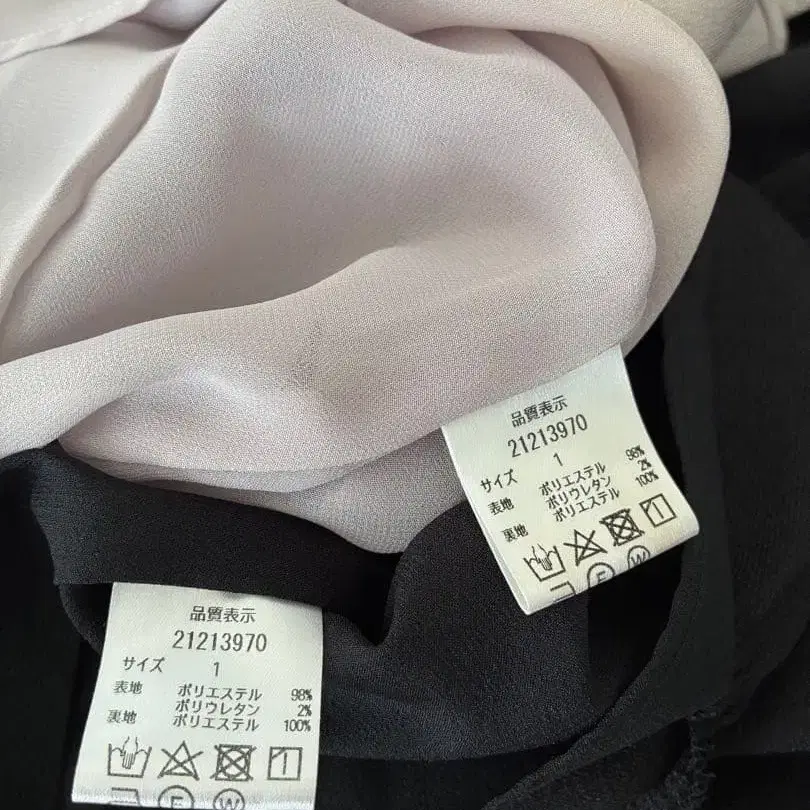 品質表示
21213970
サイズ 1
表地 ポリエステル 98%
ポリウレタン 2%
裏地 ポリエステル 100%
F W
品質表示
21213970
サイズ 1
表地 ポリエステル 98%
ポリウレタン 2%
裏地 ポリエステル 100%